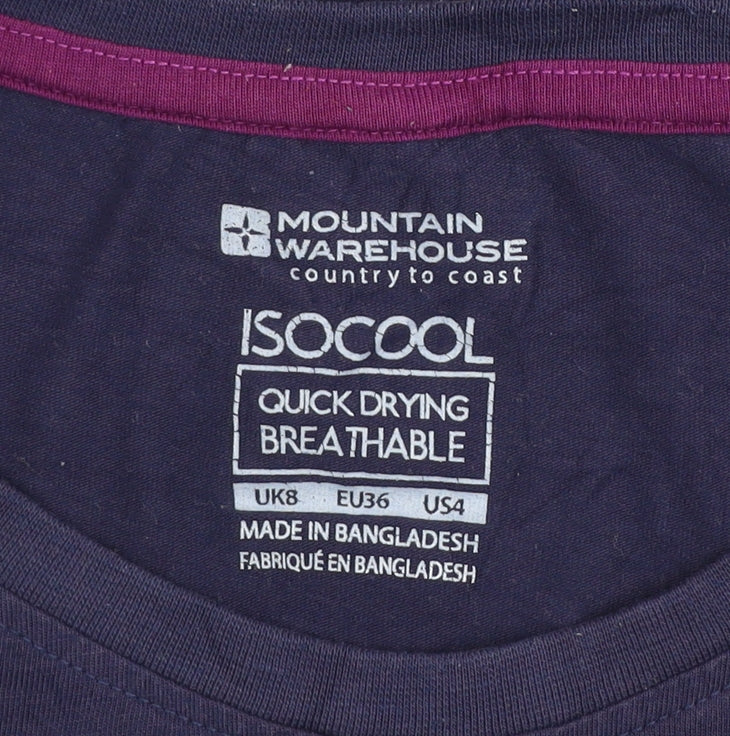 MOUNTAIN
WAREHOUSE
country to coast
ISOCOOL
QUICK DRYING
BREATHABLE
UK8 EU36 US4
MADE IN BANGLADESH
FABRIQUÉ EN BANGLADESH